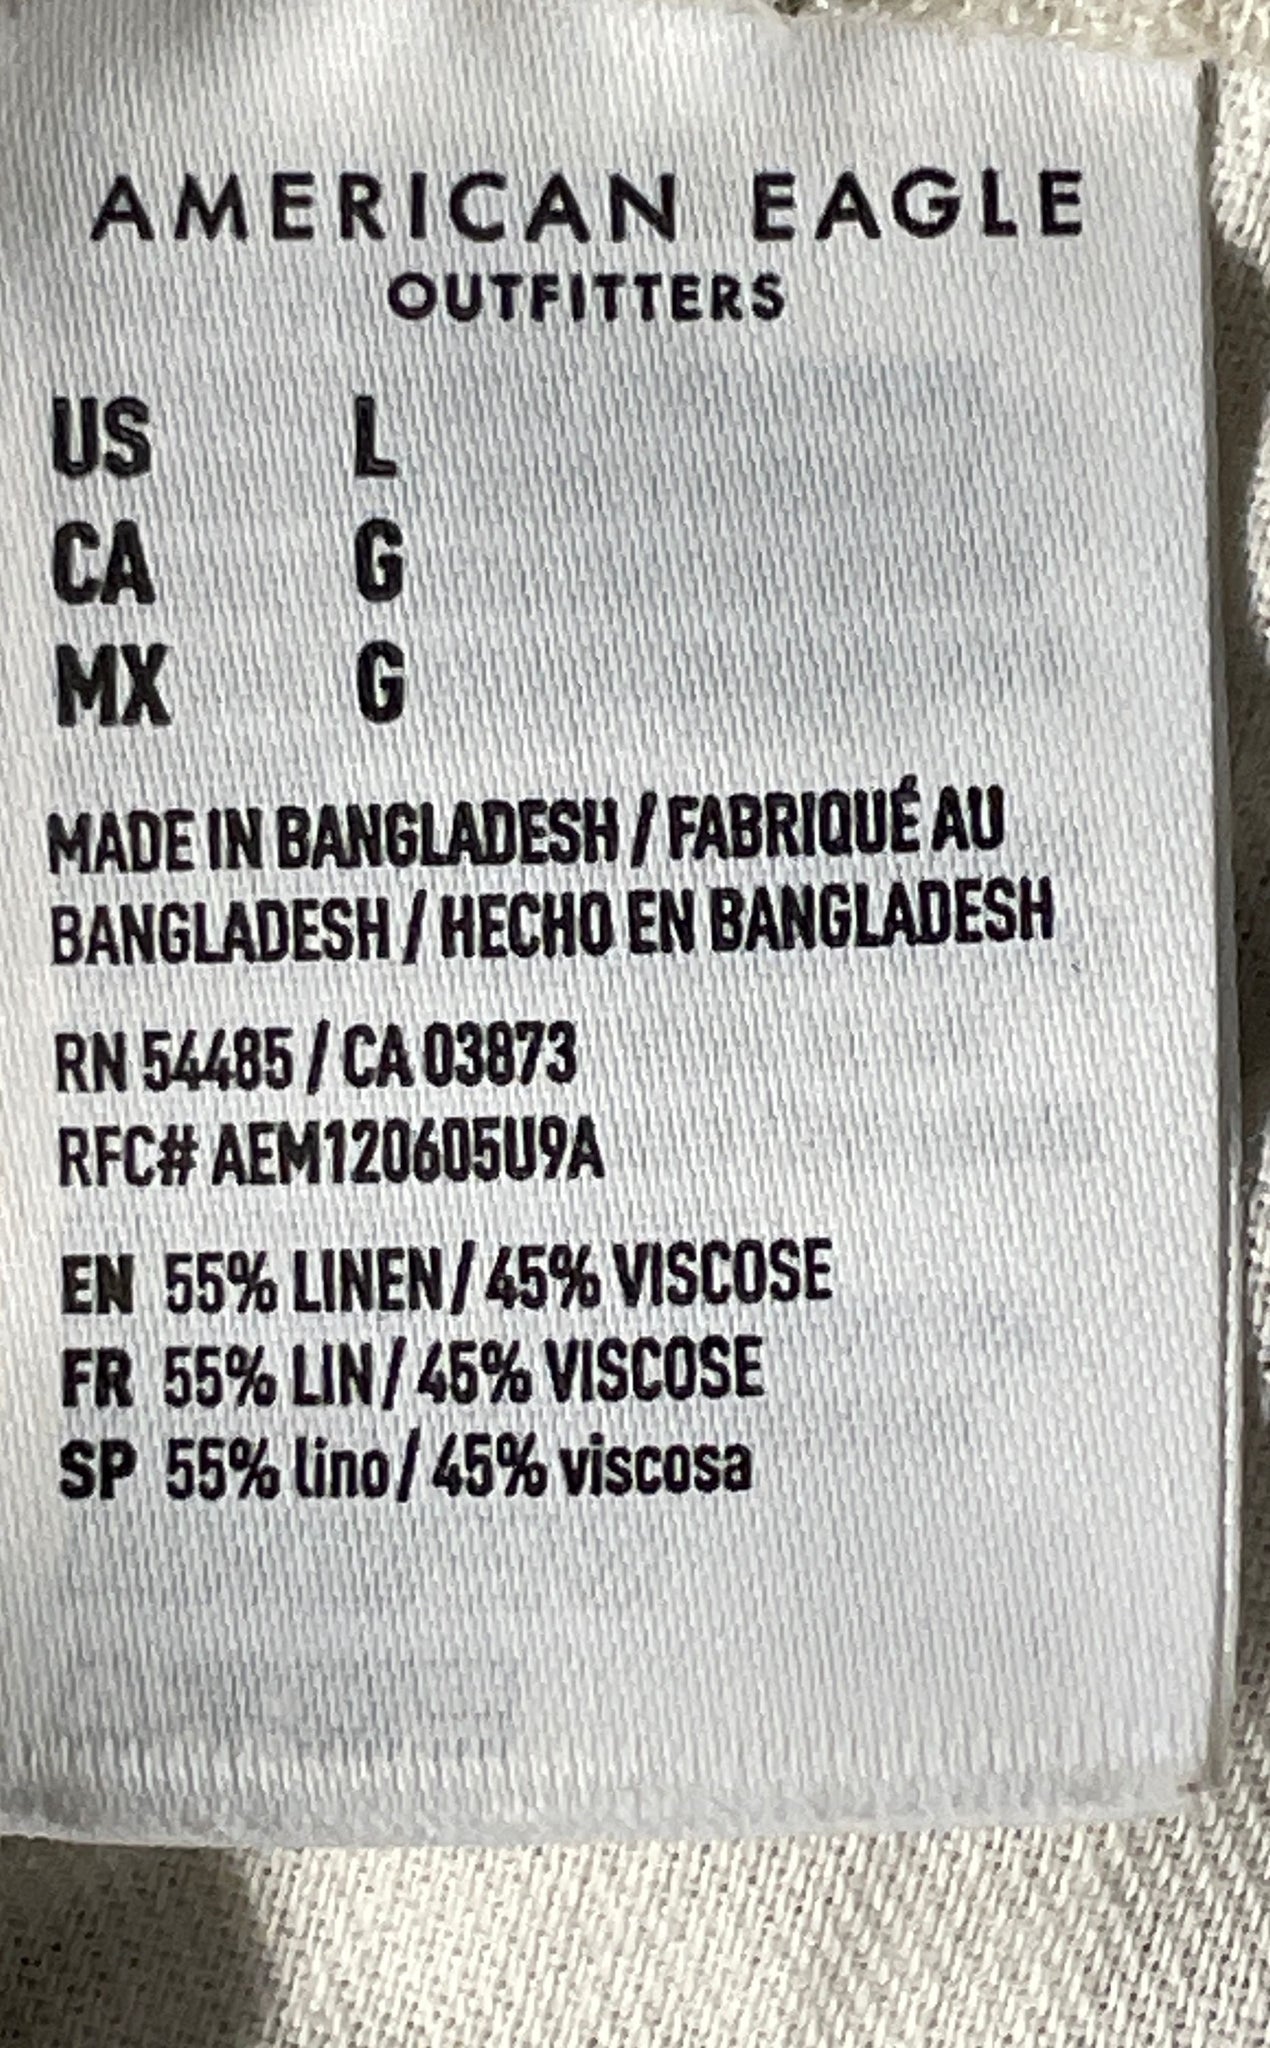 AMERICAN EAGLE
OUTFITTERS
US L
CA G
MX G
MADE IN BANGLADESH / FABRIQUÉ AU
BANGLADESH / HECHO EN BANGLADESH
RN 54485 / CA 03873
RFC# AEM120605U9A
EN 55% LINEN / 45% VISCOSE
FR 55% LIN / 45% VISCOSE
SP 55% lino / 45% viscosa